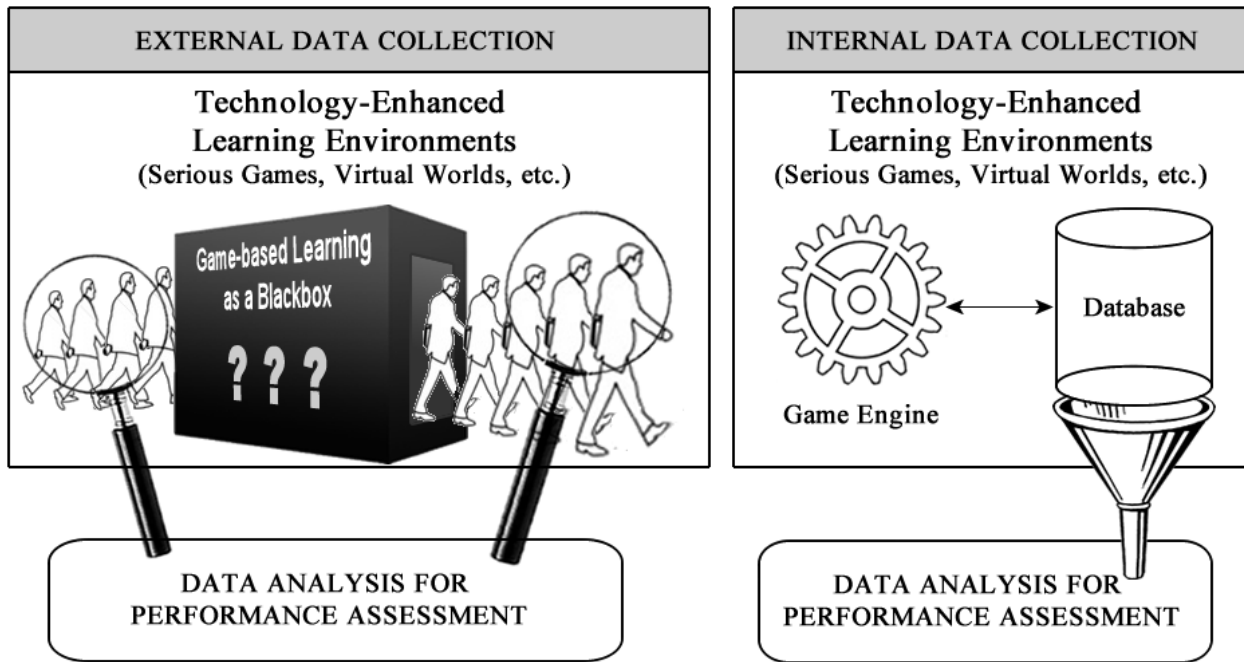 EXTERNAL DATA COLLECTION
Technology-Enhanced
Learning Environments
(Serious Games, Virtual Worlds, etc.)
Game-based Learning
as a Blackbox
? ? ?
DATA ANALYSIS FOR
PERFORMANCE ASSESSMENT
INTERNAL DATA COLLECTION
Technology-Enhanced
Learning Environments
(Serious Games, Virtual Worlds, etc.)
Game Engine
Database
DATA ANALYSIS FOR
PERFORMANCE ASSESSMENT